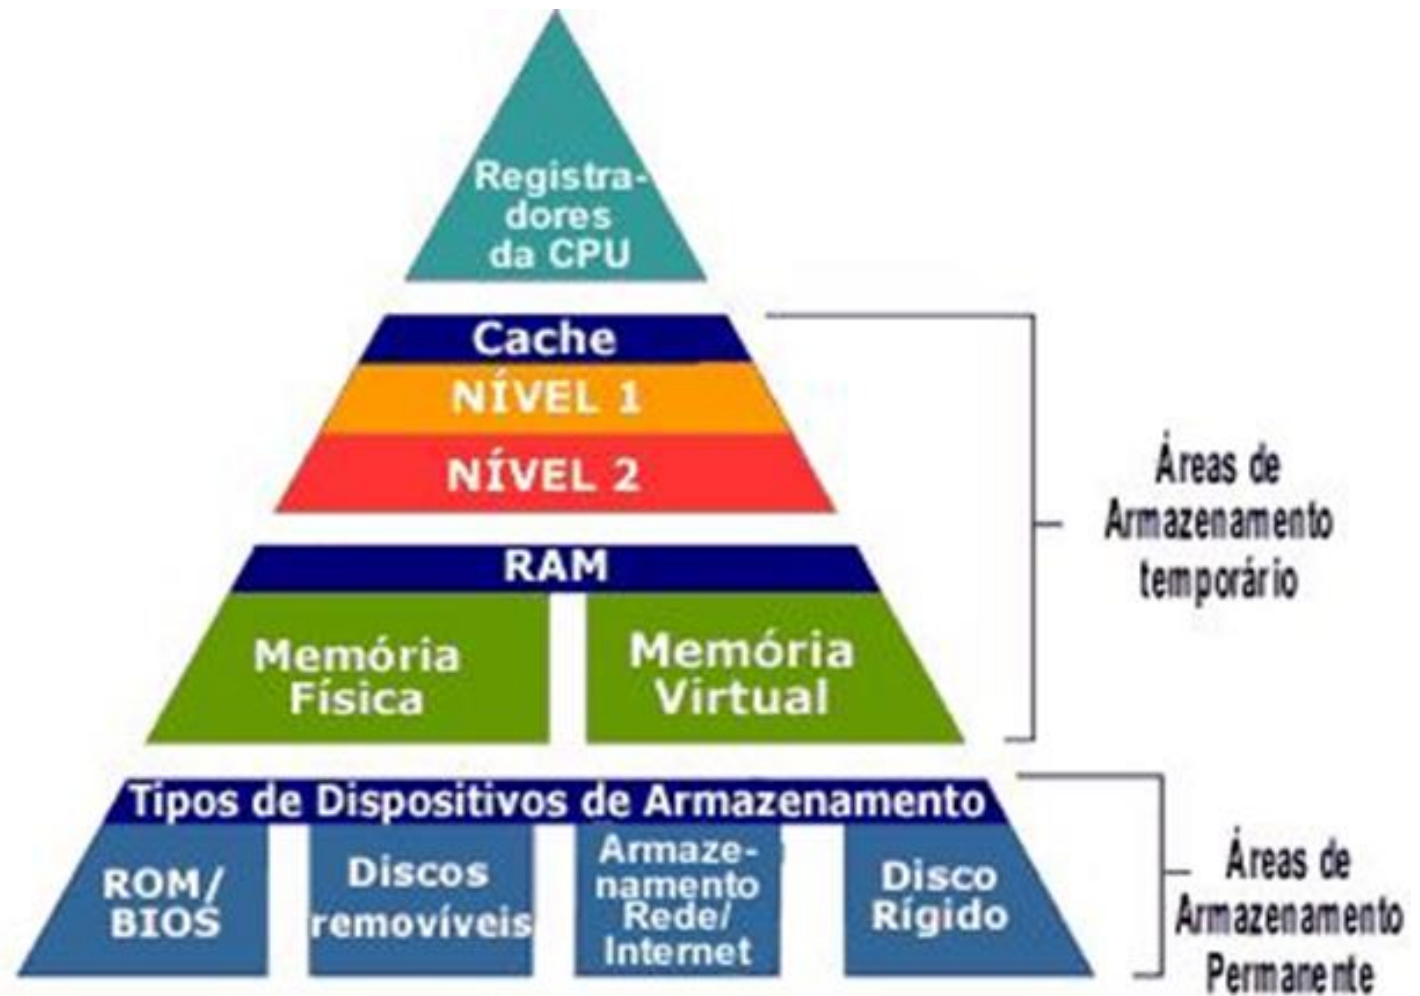 Registra-
dores
da CPU
Cache
NÍVEL 1
NÍVEL 2
Áreas de
Armazenamento
temporário
RAM
Memória
Física
Memória
Virtual
Tipos de Dispositivos de Armazenamento
ROM/
BIOS
Discos
removíveis
Armaze-
namento
Rede/
Internet
Disco
Rígido
Áreas de
Armazenamento
Permanente